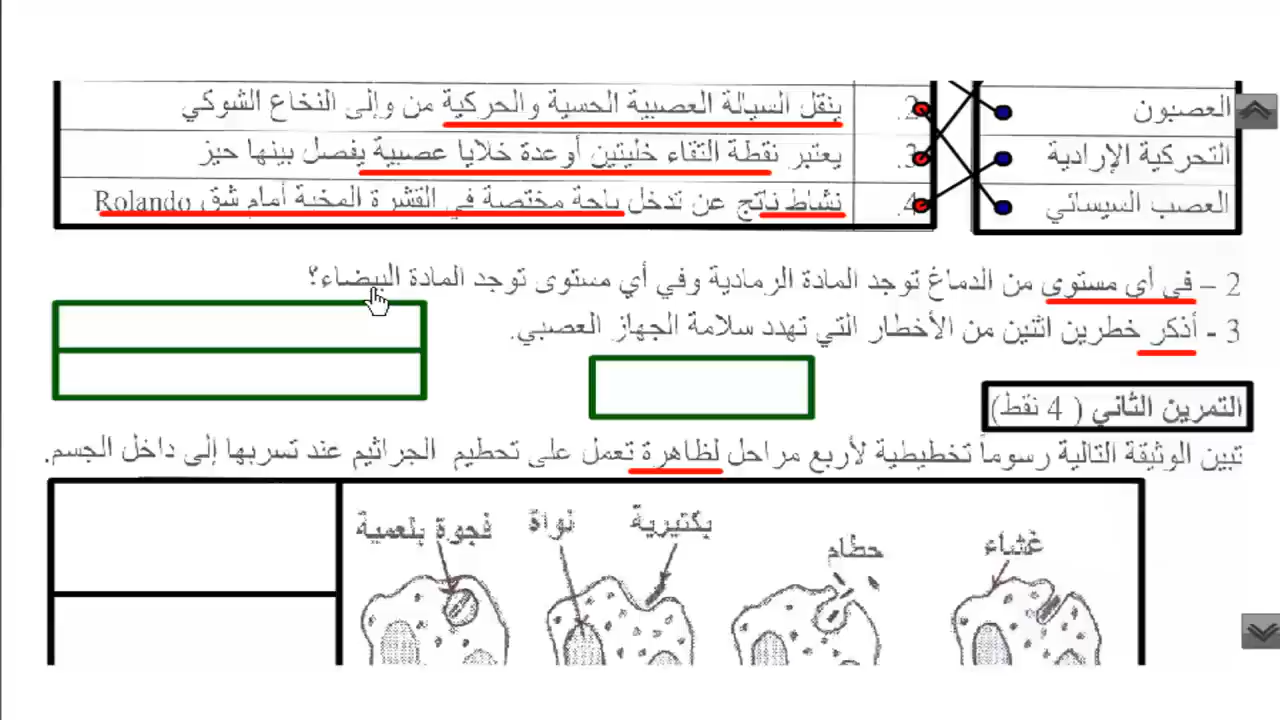 العصبون
التحركية الإرادية
العصب السيسائي
2. ينقل السيالة العصبية الحسية والحركية من وإلى النخاع الشوكي
3. يعتبر نقطة التقاء خليتين أو عدة خلايا عصبية يفصل بينها حيز
4. نشاط ناتج عن تدخل باحة مختصة في القشرة المخية أمام شق Rolando
2 – في أي مستوى من الدماغ توجد المادة الرمادية وفي أي مستوى توجد المادة البيضاء؟
3 - أذكر خطرين اثنين من الأخطار التي تهدد سلامة الجهاز العصبي.
التمرين الثاني ( 4 نقط)
تبين الوثيقة التالية رسوماً تخطيطية لأربع مراحل لظاهرة تعمل على تحطيم الجراثيم عند تسربها إلى داخل الجسم.
غشاء
حطام
بكتيرية
نواة
فجوة بلعمية